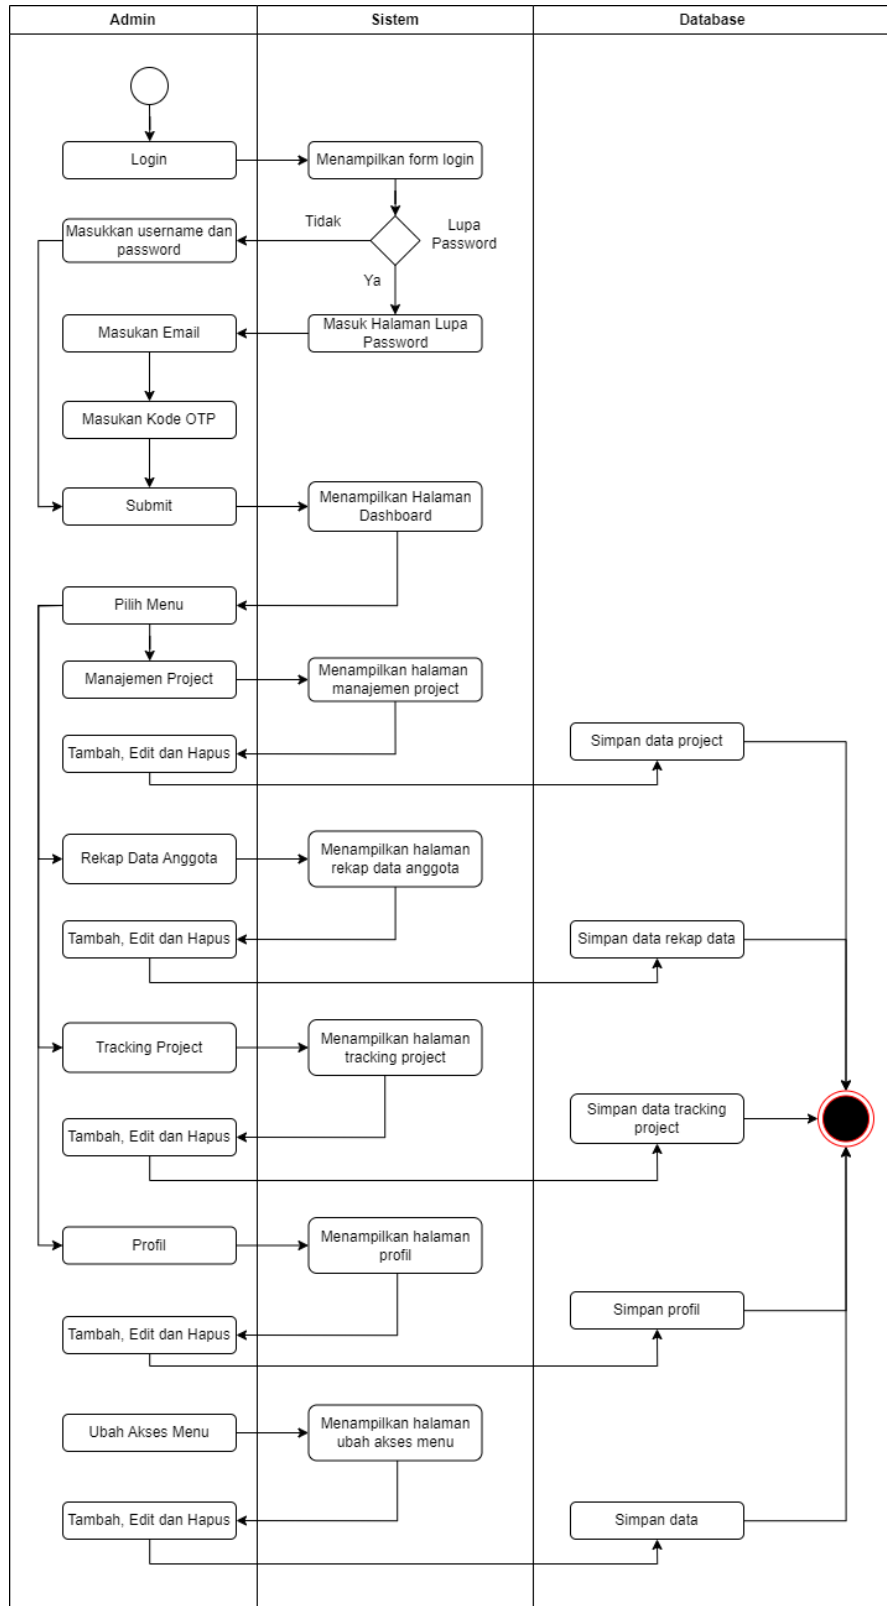 Admin
Sistem
Database
Login
Menampilkan form login
Tidak
Lupa
Password
Masukkan username dan
password
Ya
Masukan Email
Masuk Halaman Lupa
Password
Masukan Kode OTP
Submit
Menampilkan Halaman
Dashboard
Pilih Menu
Manajemen Project
Menampilkan halaman
manajemen project
Tambah, Edit dan Hapus
Simpan data project
Rekap Data Anggota
Menampilkan halaman
rekap data anggota
Tambah, Edit dan Hapus
Simpan data rekap data
Tracking Project
Menampilkan halaman
tracking project
Tambah, Edit dan Hapus
Simpan data tracking
project
Profil
Menampilkan halaman
profil
Tambah, Edit dan Hapus
Simpan profil
Ubah Akses Menu
Menampilkan halaman
ubah akses menu
Tambah, Edit dan Hapus
Simpan data